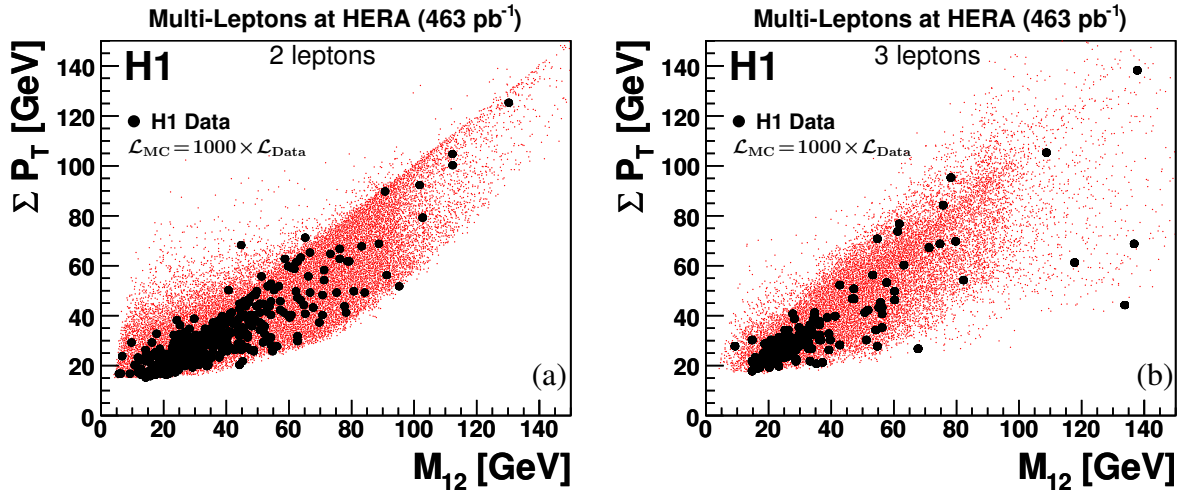 Multi-Leptons at HERA (463 pb⁻¹)
2 leptons
H1
H1 Data
ℒMC = 1000 × ℒData
Σ P_T [GeV]
140
120
100
80
60
40
20
0
(a)
0 20 40 60 80 100 120 140
M₁₂ [GeV]
Multi-Leptons at HERA (463 pb⁻¹)
3 leptons
H1
H1 Data
ℒMC = 1000 × ℒData
Σ P_T [GeV]
140
120
100
80
60
40
20
0
(b)
0 20 40 60 80 100 120 140
M₁₂ [GeV]